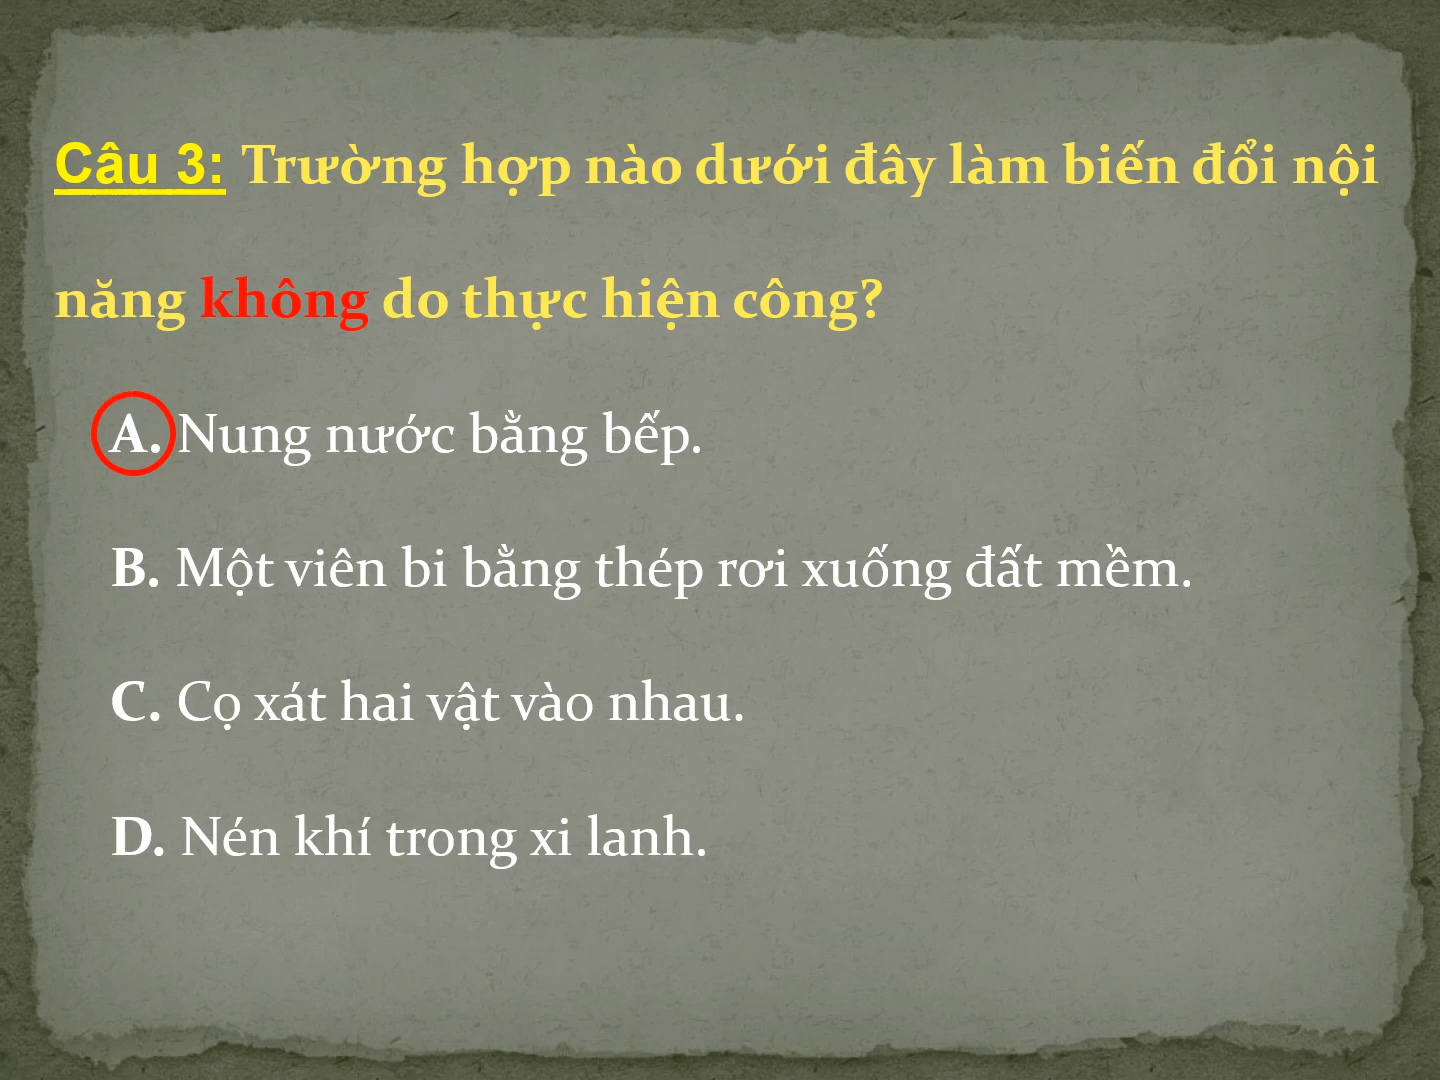 Câu 3: Trường hợp nào dưới đây làm biến đổi nội
năng không do thực hiện công?
A. Nung nước bằng bếp.
B. Một viên bi bằng thép rơi xuống đất mềm.
C. Cọ xát hai vật vào nhau.
D. Nén khí trong xi lanh.